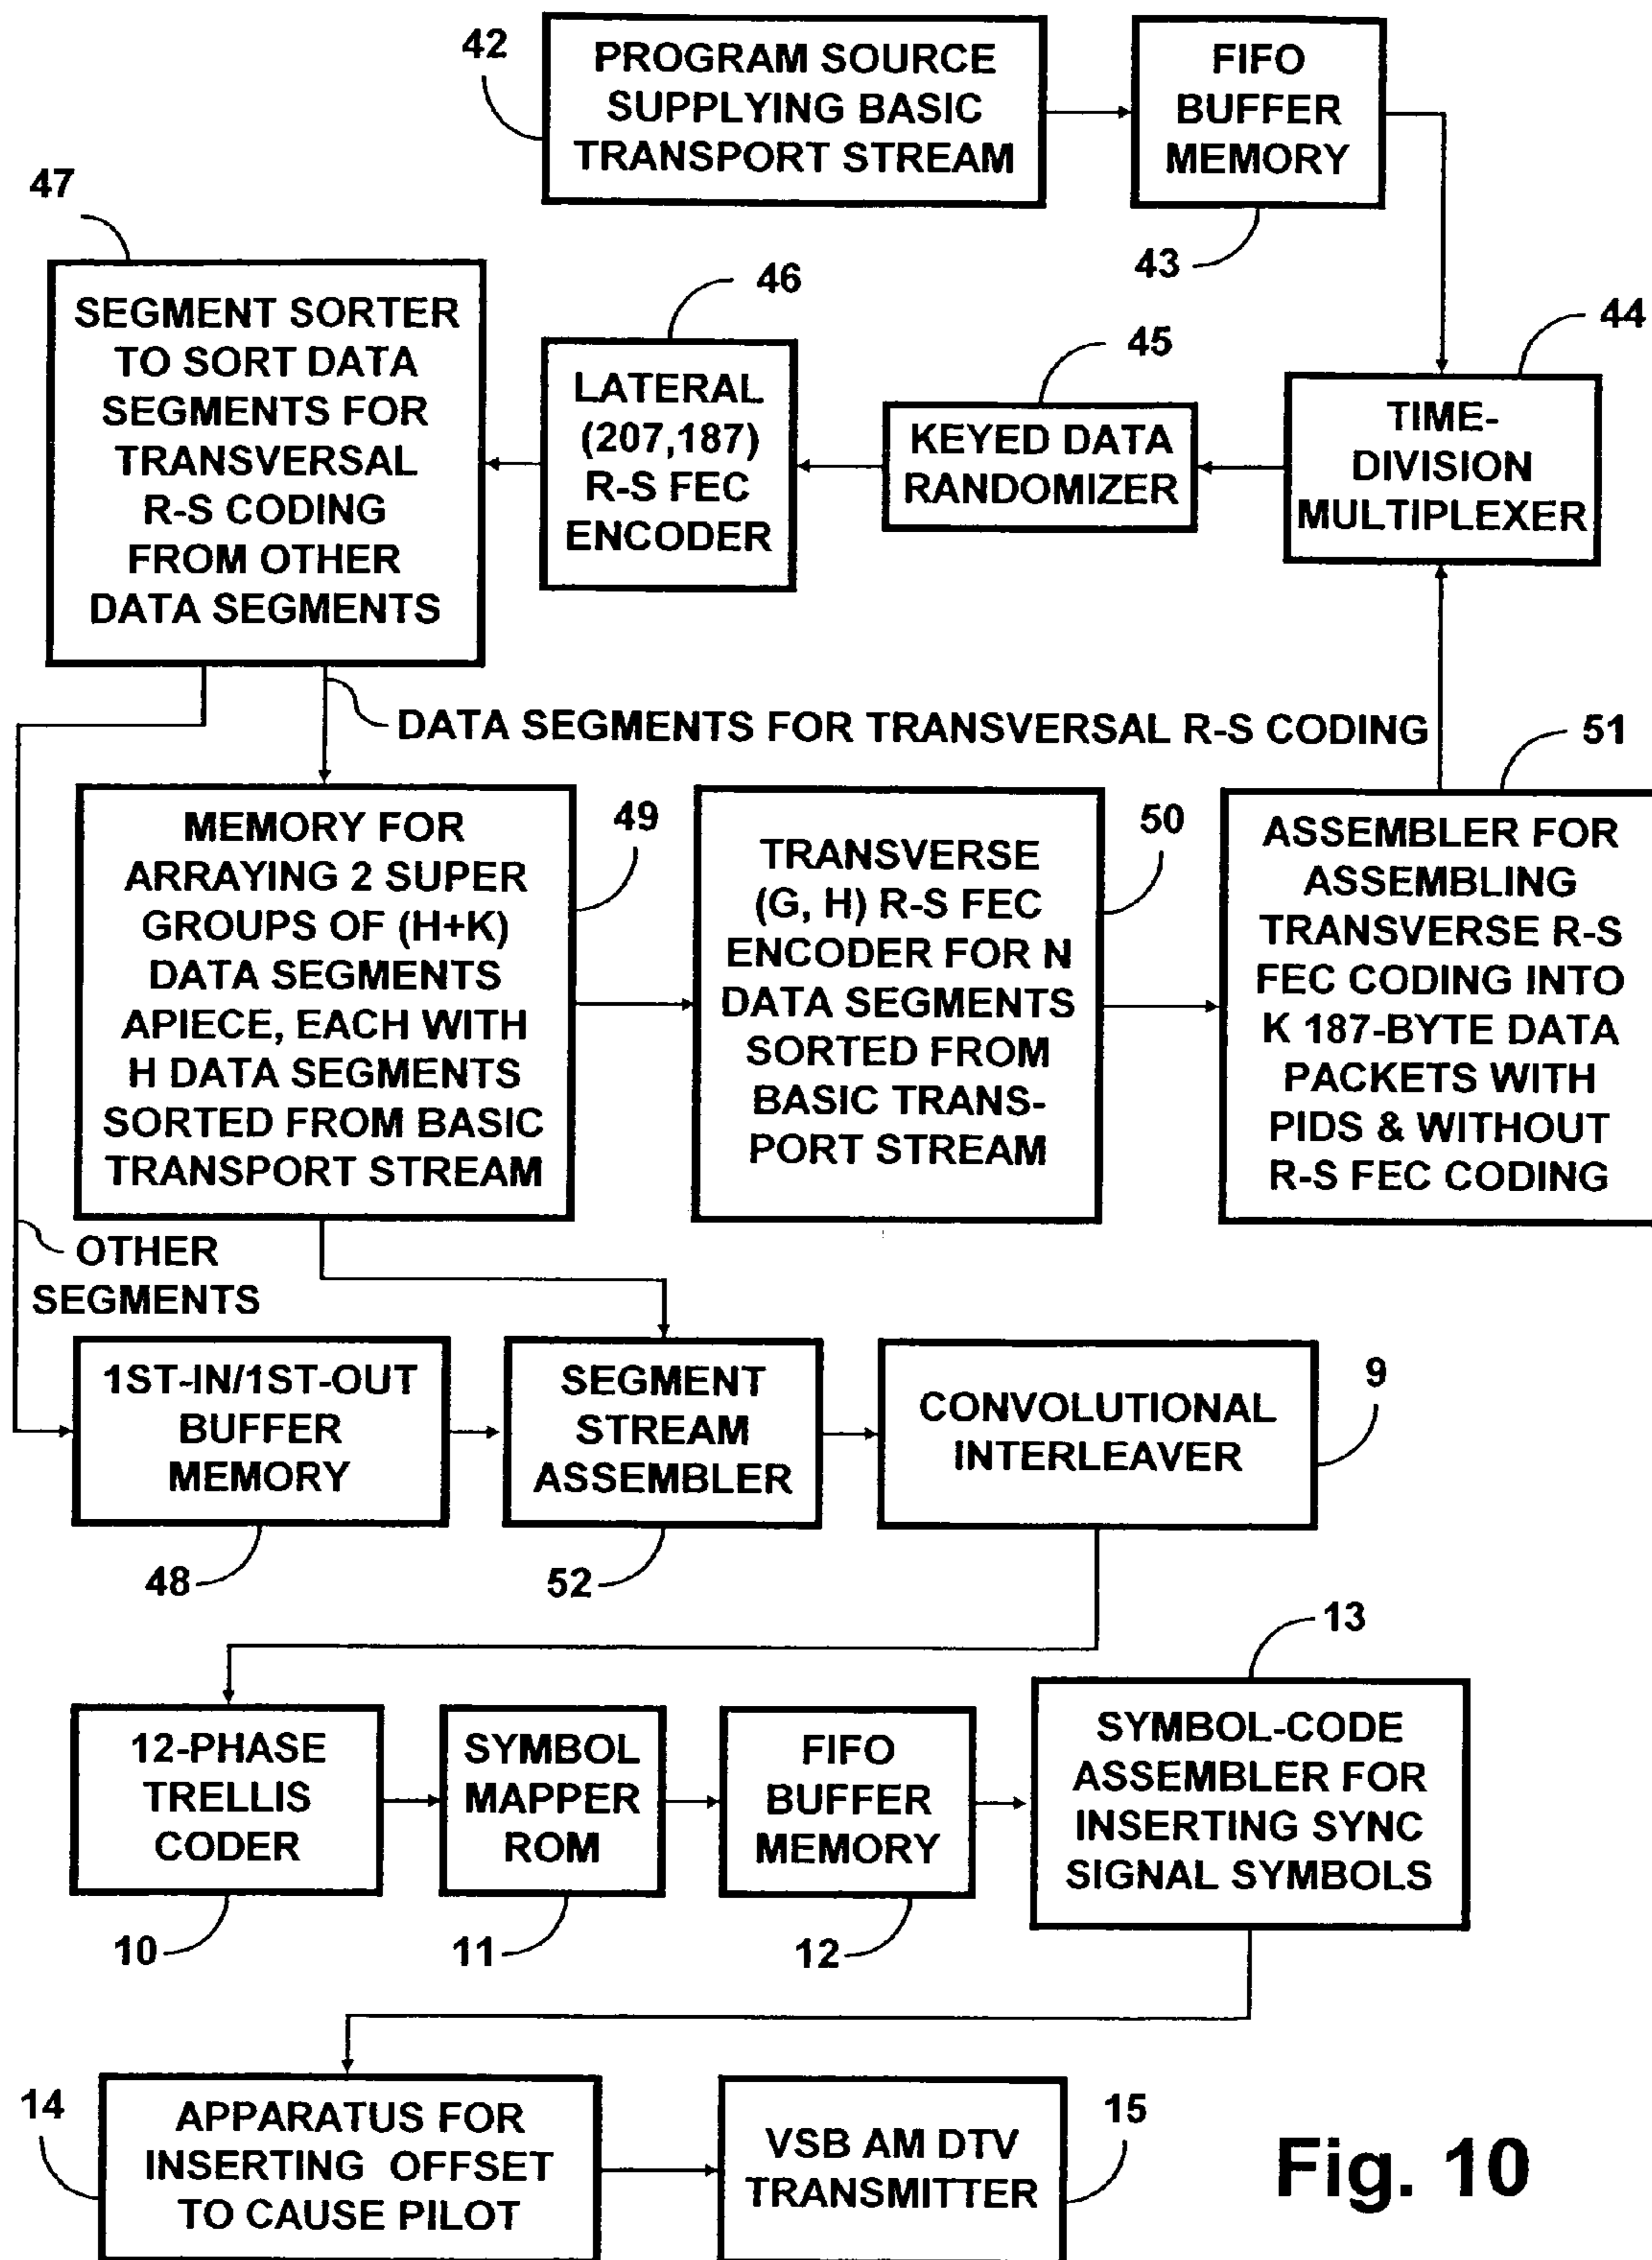 42
PROGRAM SOURCE
SUPPLYING BASIC
TRANSPORT STREAM
FIFO
BUFFER
MEMORY
43
47
SEGMENT SORTER
TO SORT DATA
SEGMENTS FOR
TRANSVERSAL
R-S CODING
FROM OTHER
DATA SEGMENTS
46
LATERAL
(207,187)
R-S FEC
ENCODER
45
KEYED DATA
RANDOMIZER
44
TIME-
DIVISION
MULTIPLEXER
DATA SEGMENTS FOR TRANSVERSAL R-S CODING
MEMORY FOR
ARRAYING 2 SUPER
GROUPS OF (H+K)
DATA SEGMENTS
APIECE, EACH WITH
H DATA SEGMENTS
SORTED FROM BASIC
TRANSPORT STREAM
49
TRANSVERSE
(G, H) R-S FEC
ENCODER FOR N
DATA SEGMENTS
SORTED FROM
BASIC TRANS-
PORT STREAM
50
51
ASSEMBLER FOR
ASSEMBLING
TRANSVERSE R-S
FEC CODING INTO
K 187-BYTE DATA
PACKETS WITH
PIDS & WITHOUT
R-S FEC CODING
OTHER
SEGMENTS
1ST-IN/1ST-OUT
BUFFER
MEMORY
48
SEGMENT
STREAM
ASSEMBLER
52
CONVOLUTIONAL
INTERLEAVER
9
12-PHASE
TRELLIS
CODER
10
SYMBOL
MAPPER
ROM
11
FIFO
BUFFER
MEMORY
12
13
SYMBOL-CODE
ASSEMBLER FOR
INSERTING SYNC
SIGNAL SYMBOLS
14
APPARATUS FOR
INSERTING OFFSET
TO CAUSE PILOT
VSB AM DTV
TRANSMITTER
15
Fig. 10